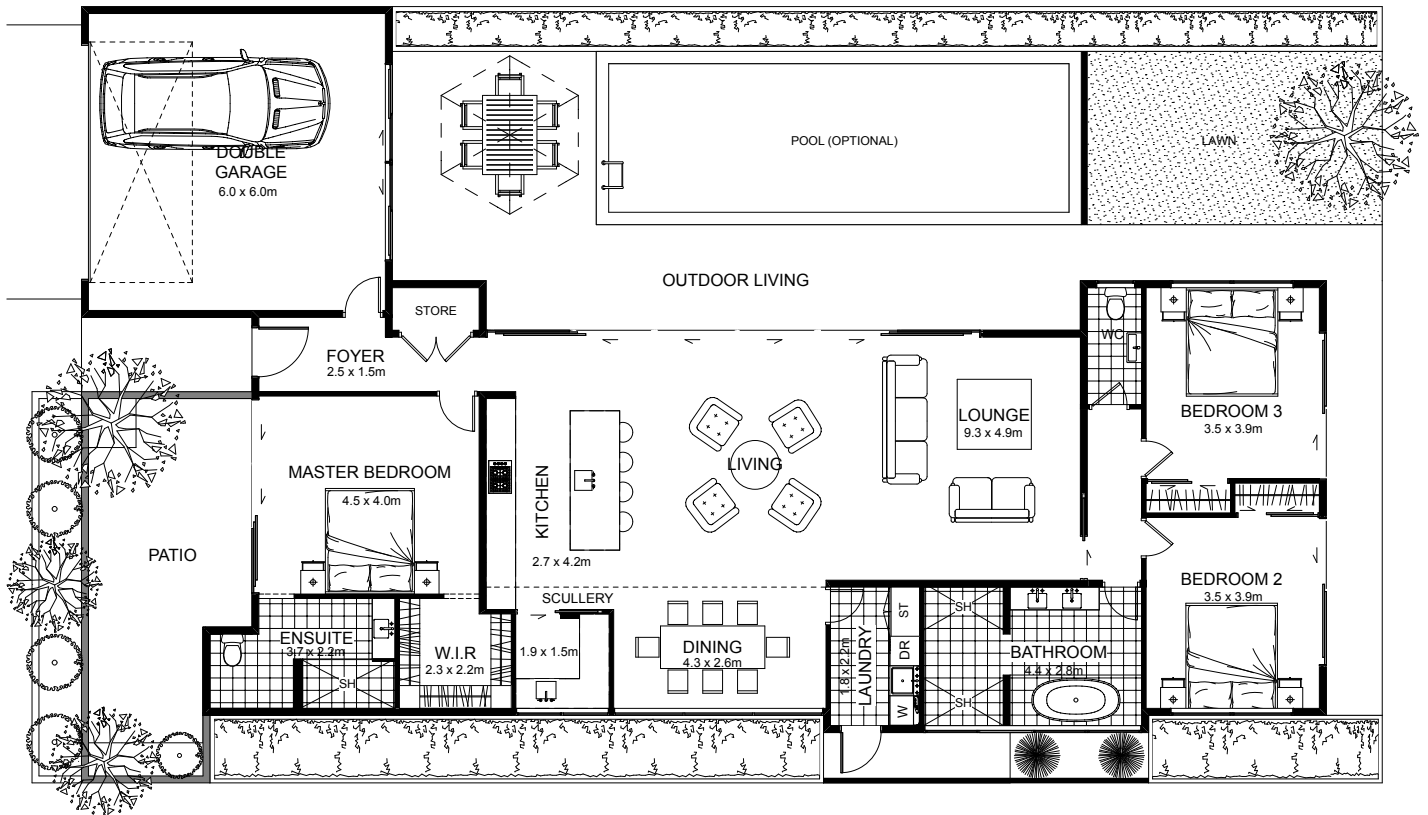 DOUBLE
GARAGE
6.0 x 6.0m
POOL (OPTIONAL)
LAWN
OUTDOOR LIVING
STORE
FOYER
2.5 x 1.5m
WC
BEDROOM 3
3.5 x 3.9m
LOUNGE
9.3 x 4.9m
LIVING
KITCHEN
2.7 x 4.2m
MASTER BEDROOM
4.5 x 4.0m
PATIO
SCULLERY
1.9 x 1.5m
ENSUITE
3.7 x 2.2m
SH
W.I.R
2.3 x 2.2m
DINING
4.3 x 2.6m
LAUNDRY
1.8 x 2.2m
ST
DR
W
SH
SH
BATHROOM
4.4 x 2.8m
BEDROOM 2
3.5 x 3.9m